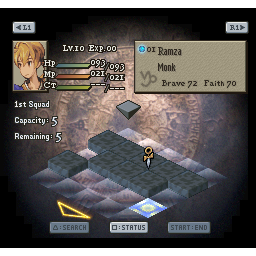 L1
R1
Lv.10 Exp.00
Hp 093/093
Mp 021/021
CT ---/---
01 Ramza
Monk
Brave 72 Faith 70
1st Squad
Capacity: 5
Remaining: 5
△:SEARCH □:STATUS START:END